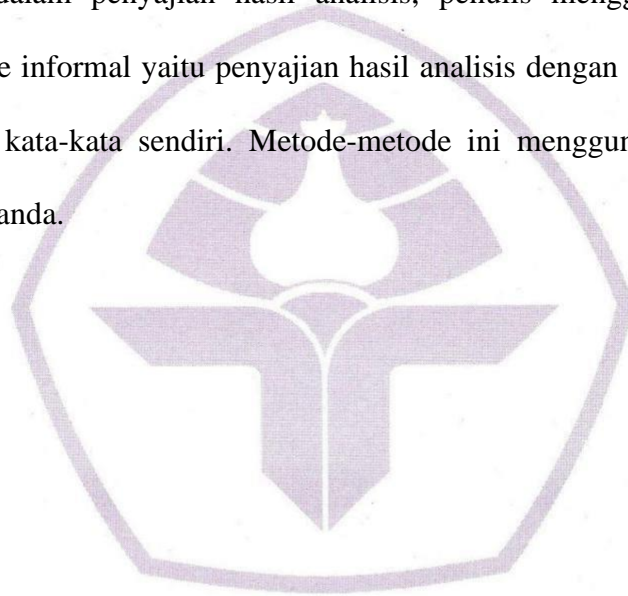 dalam penyajian hasil analisis, penulis mengg
e informal yaitu penyajian hasil analisis dengan
kata-kata sendiri. Metode-metode ini menggun
anda.